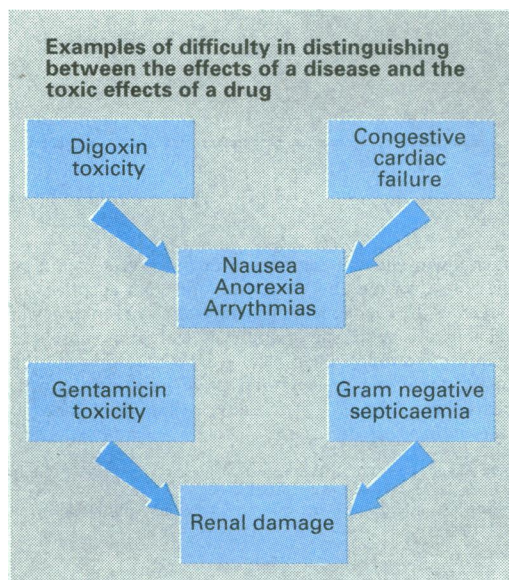 Examples of difficulty in distinguishing
between the effects of a disease and the
toxic effects of a drug
Digoxin
toxicity
Congestive
cardiac
failure
Nausea
Anorexia
Arrythmias
Gentamicin
toxicity
Gram negative
septicaemia
Renal damage